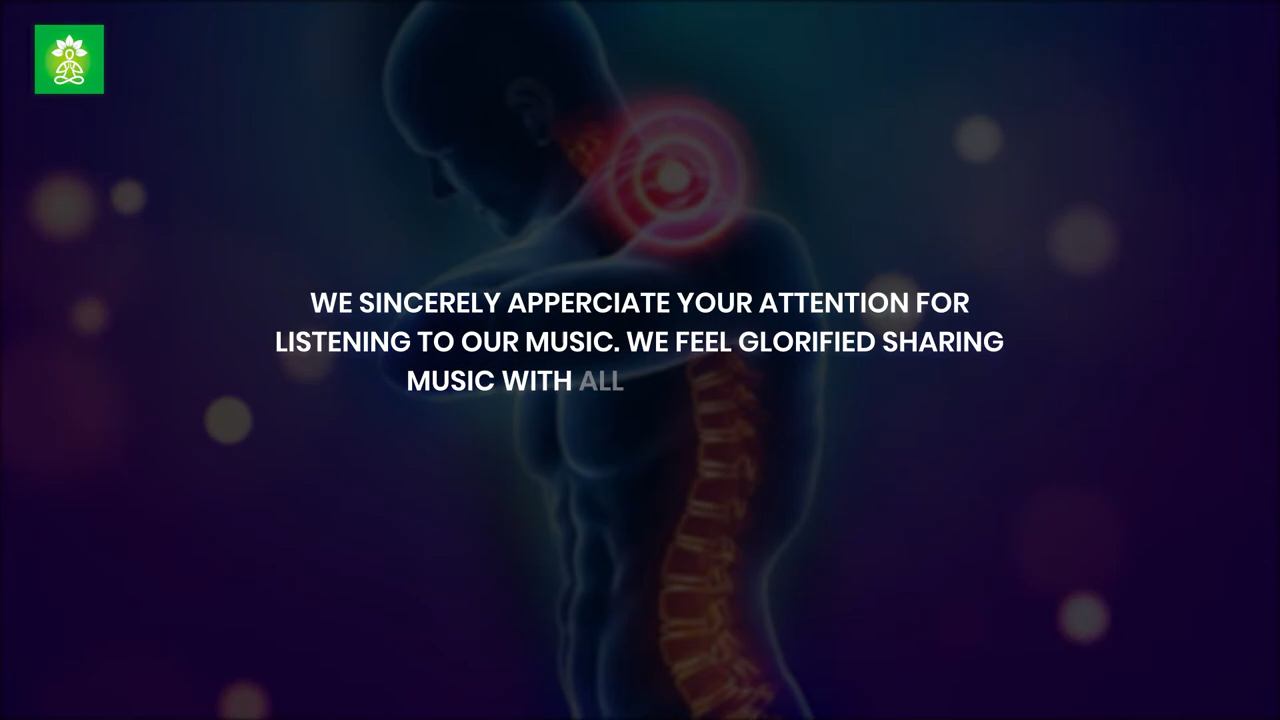 WE SINCERELY APPERCIATE YOUR ATTENTION FOR
LISTENING TO OUR MUSIC. WE FEEL GLORIFIED SHARING
MUSIC WITH ALL